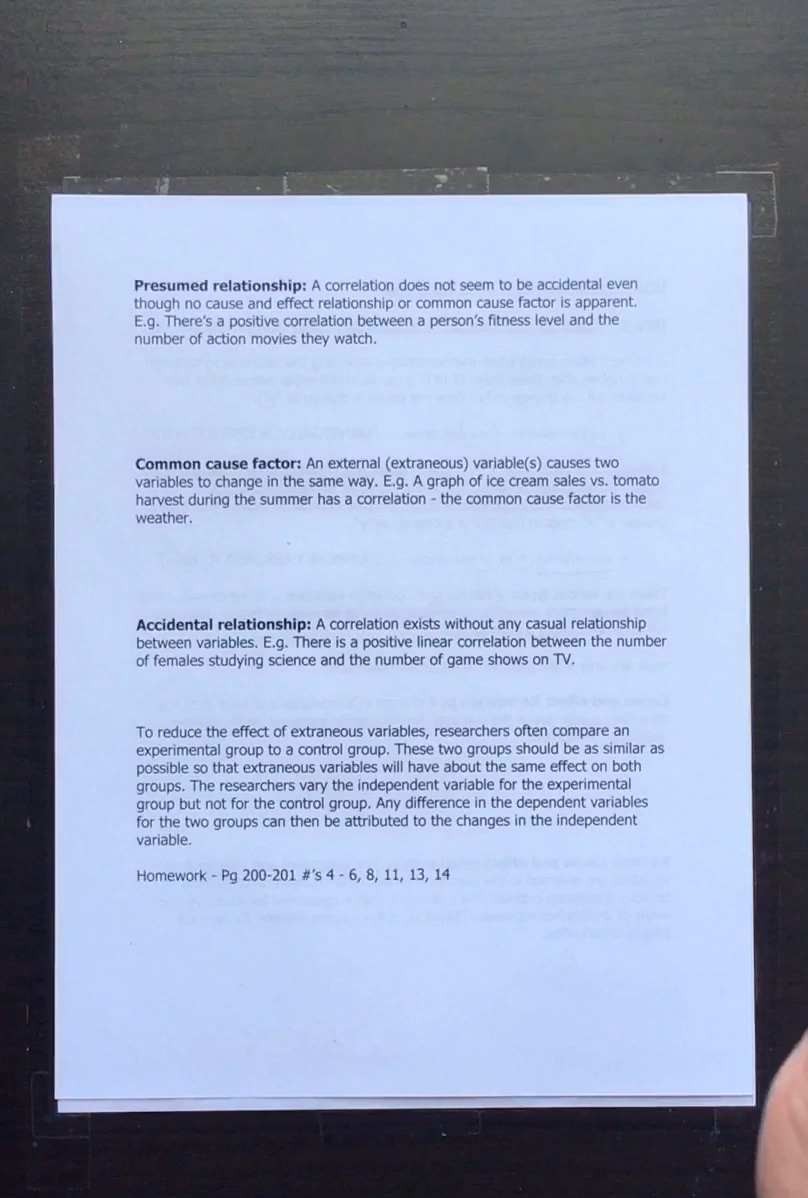 Presumed relationship: A correlation does not seem to be accidental even
though no cause and effect relationship or common cause factor is apparent.
E.g. There's a positive correlation between a person's fitness level and the
number of action movies they watch.
Common cause factor: An external (extraneous) variable(s) causes two
variables to change in the same way. E.g. A graph of ice cream sales vs. tomato
harvest during the summer has a correlation - the common cause factor is the
weather.
Accidental relationship: A correlation exists without any casual relationship
between variables. E.g. There is a positive linear correlation between the number
of females studying science and the number of game shows on TV.
To reduce the effect of extraneous variables, researchers often compare an
experimental group to a control group. These two groups should be as similar as
possible so that extraneous variables will have about the same effect on both
groups. The researchers vary the independent variable for the experimental
group but not for the control group. Any difference in the dependent variables
for the two groups can then be attributed to the changes in the independent
variable.
Homework - Pg 200-201 #'s 4 - 6, 8, 11, 13, 14